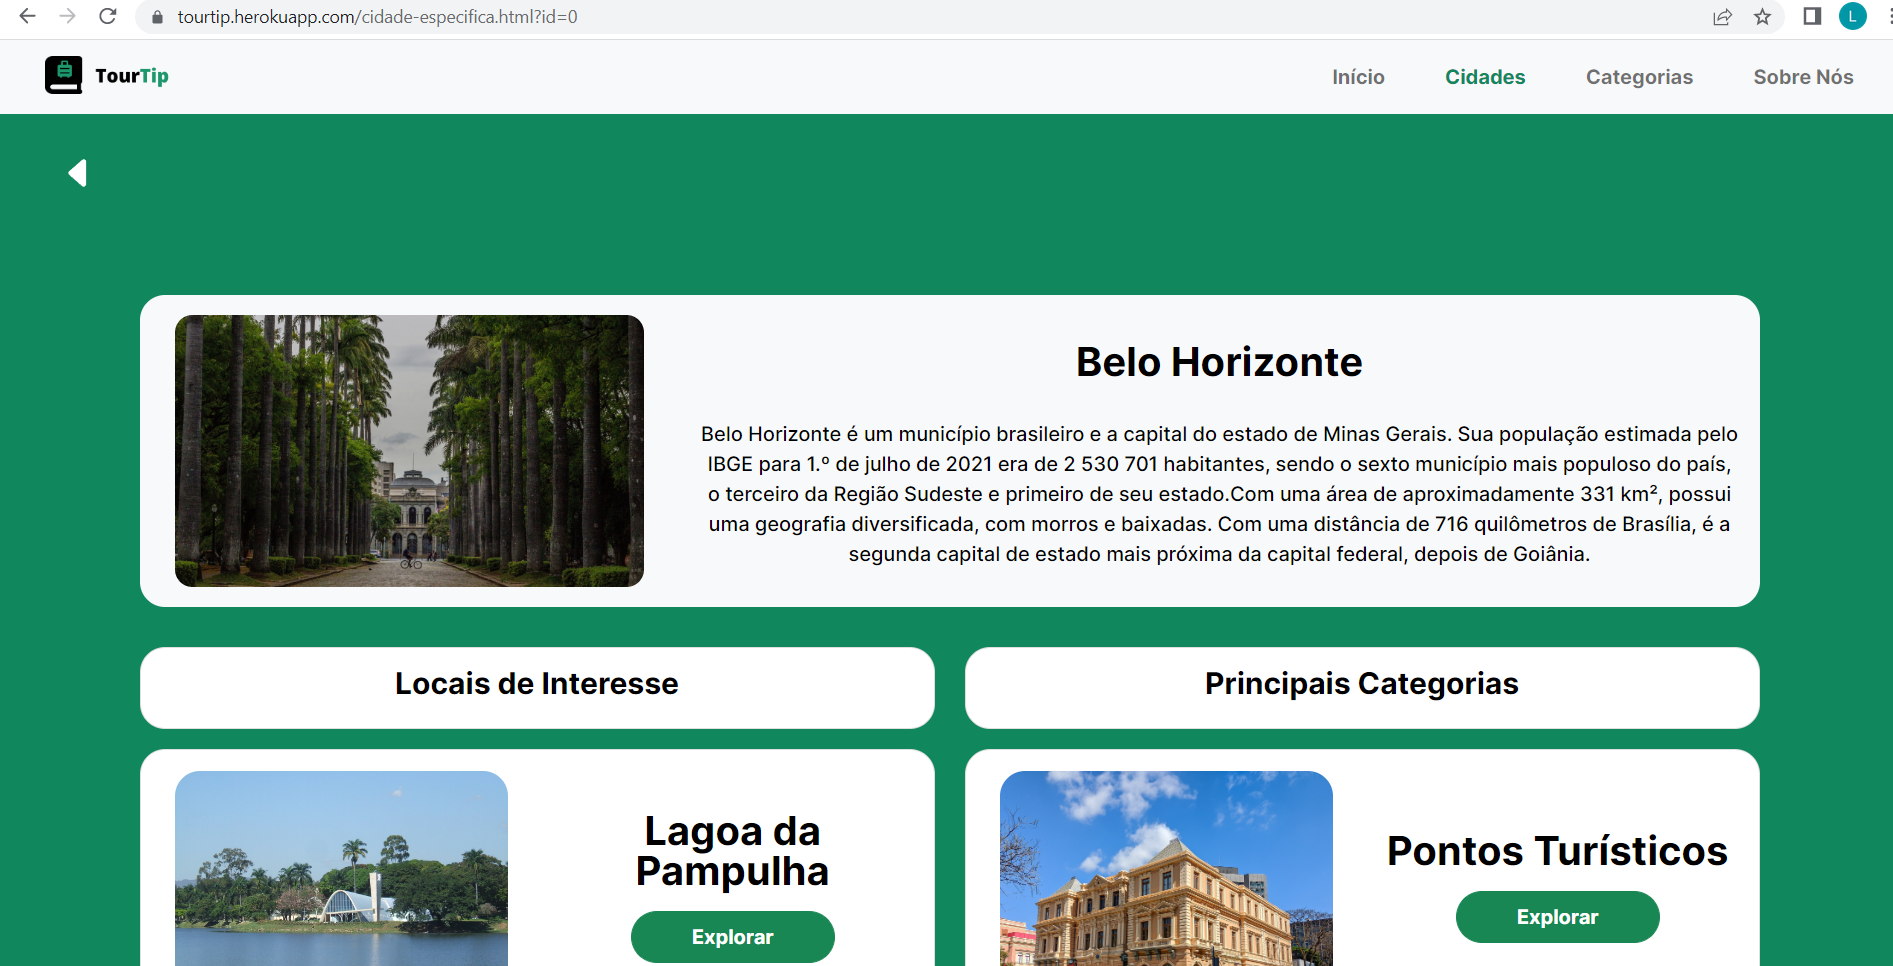 tourtip.herokuapp.com/cidade-especifica.html?id=0
L
TourTip
Início
Cidades
Categorias
Sobre Nós
Belo Horizonte
Belo Horizonte é um município brasileiro e a capital do estado de Minas Gerais. Sua população estimada pelo
IBGE para 1.º de julho de 2021 era de 2 530 701 habitantes, sendo o sexto município mais populoso do país,
o terceiro da Região Sudeste e primeiro de seu estado.Com uma área de aproximadamente 331 km², possui
uma geografia diversificada, com morros e baixadas. Com uma distância de 716 quilômetros de Brasília, é a
segunda capital de estado mais próxima da capital federal, depois de Goiânia.
Locais de Interesse
Principais Categorias
Lagoa da
Pampulha
Explorar
Pontos Turísticos
Explorar